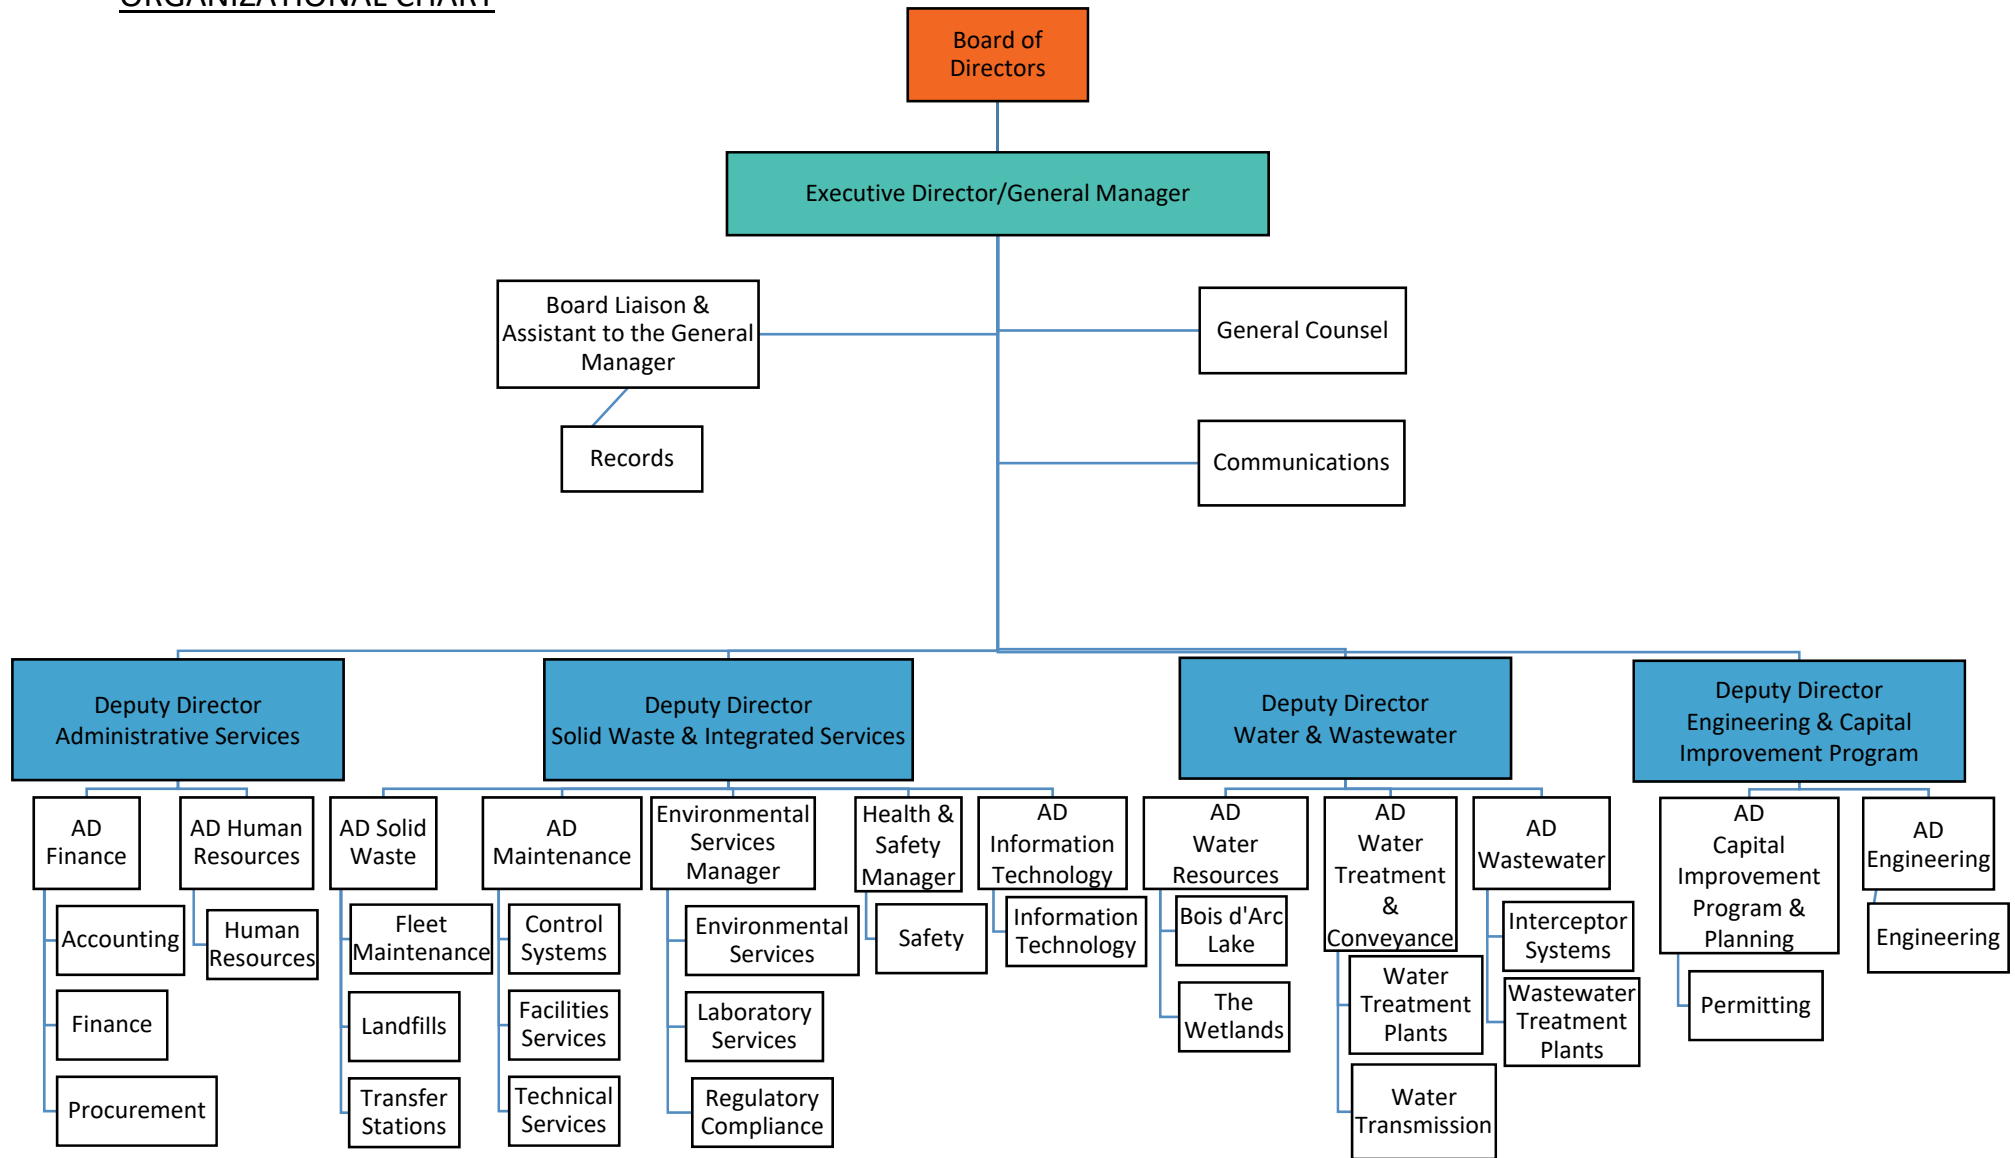 ORGANIZATIONAL CHART
Board of
Directors
Executive Director/General Manager
Board Liaison &
Assistant to the General
Manager
General Counsel
Records
Communications
Deputy Director
Administrative Services
Deputy Director
Solid Waste & Integrated Services
Deputy Director
Water & Wastewater
Deputy Director
Engineering & Capital
Improvement Program
AD
Finance
Accounting
Finance
Procurement
AD Human
Resources
Human
Resources
AD Solid
Waste
Fleet
Maintenance
Landfills
Transfer
Stations
AD
Maintenance
Control
Systems
Facilities
Services
Technical
Services
Environmental
Services
Manager
Environmental
Services
Laboratory
Services
Regulatory
Compliance
Health &
Safety
Manager
Safety
AD
Information
Technology
Information
Technology
AD
Water
Resources
Bois d'Arc
Lake
The
Wetlands
AD
Water
Treatment
&
Conveyance
Water
Treatment
Plants
Water
Transmission
AD
Wastewater
Interceptor
Systems
Wastewater
Treatment
Plants
AD
Capital
Improvement
Program &
Planning
Permitting
AD
Engineering
Engineering